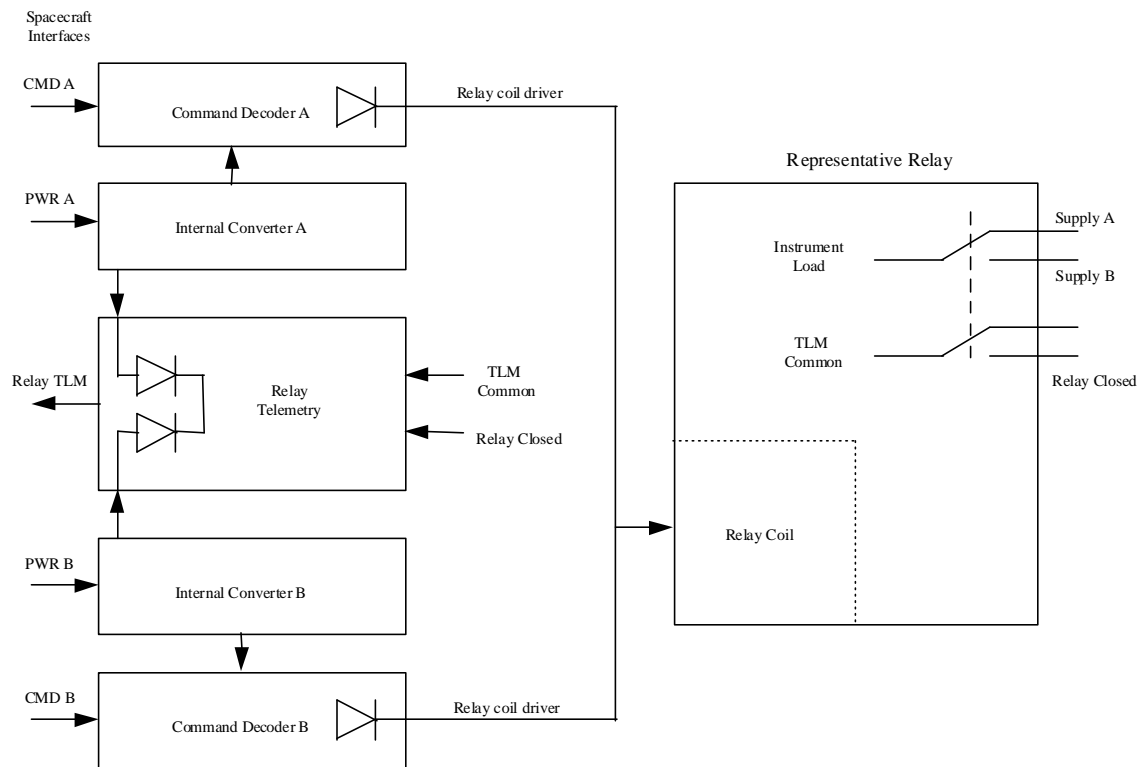 Spacecraft
Interfaces
CMD A
Command Decoder A
Relay coil driver
PWR A
Internal Converter A
Relay TLM
Relay
Telemetry
TLM
Common
Relay Closed
PWR B
Internal Converter B
CMD B
Command Decoder B
Relay coil driver
Representative Relay
Instrument
Load
Supply A
Supply B
TLM
Common
Relay Closed
Relay Coil